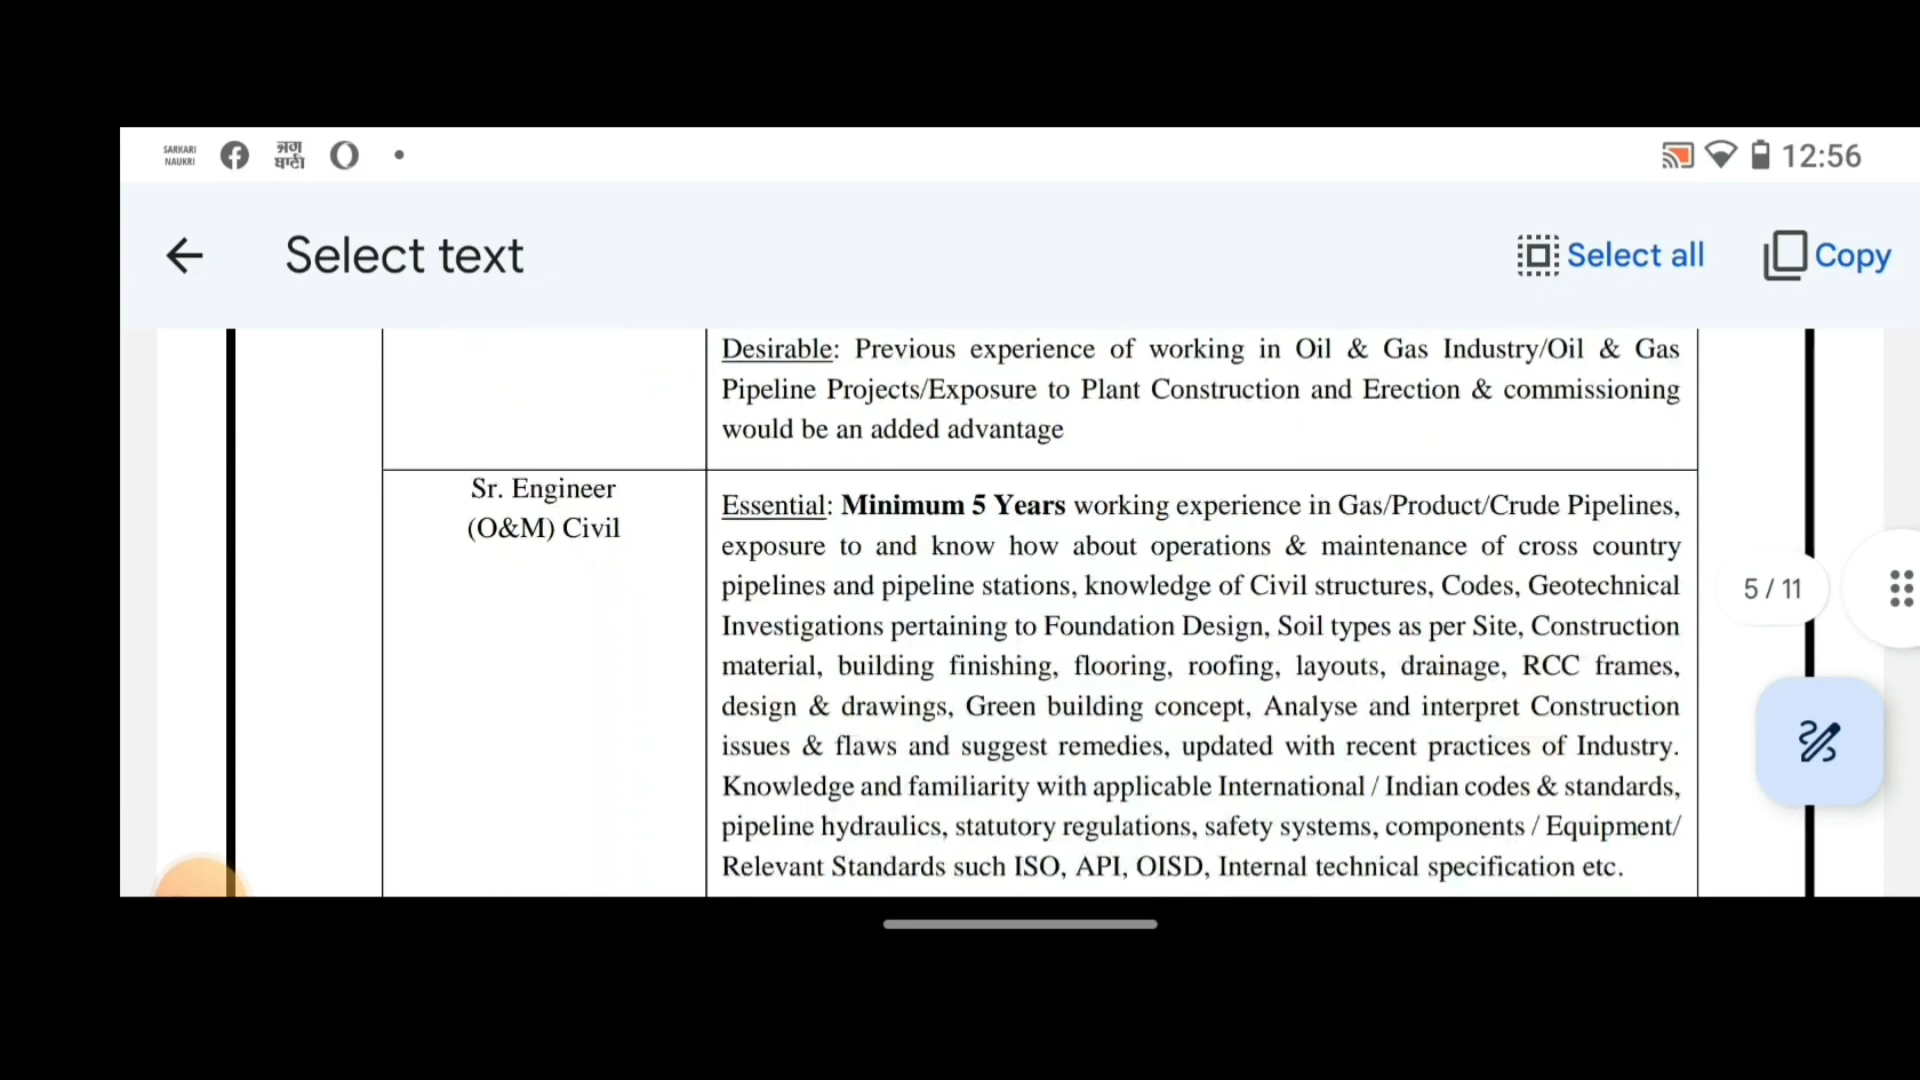 SARKARI
NAUKRI
ਜਗ
ਬਾਣੀ
12:56
Select text
Select all
Copy
Desirable: Previous experience of working in Oil & Gas Industry/Oil & Gas
Pipeline Projects/Exposure to Plant Construction and Erection & commissioning
would be an added advantage
Sr. Engineer
(O&M) Civil
Essential: Minimum 5 Years working experience in Gas/Product/Crude Pipelines,
exposure to and know how about operations & maintenance of cross country
pipelines and pipeline stations, knowledge of Civil structures, Codes, Geotechnical
Investigations pertaining to Foundation Design, Soil types as per Site, Construction
material, building finishing, flooring, roofing, layouts, drainage, RCC frames,
design & drawings, Green building concept, Analyse and interpret Construction
issues & flaws and suggest remedies, updated with recent practices of Industry.
Knowledge and familiarity with applicable International / Indian codes & standards,
pipeline hydraulics, statutory regulations, safety systems, components / Equipment/
Relevant Standards such ISO, API, OISD, Internal technical specification etc.
5 / 11